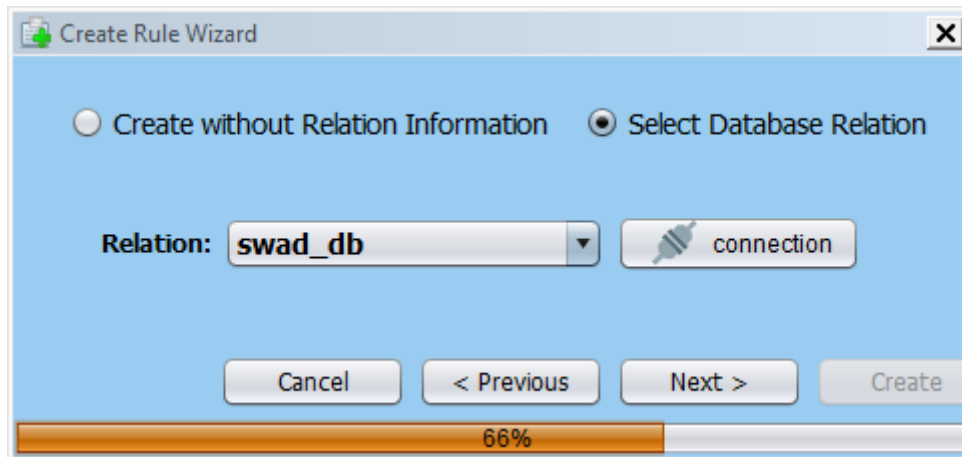 Create Rule Wizard
Create without Relation Information Select Database Relation
Relation: swad_db connection
Cancel < Previous Next > Create
66%